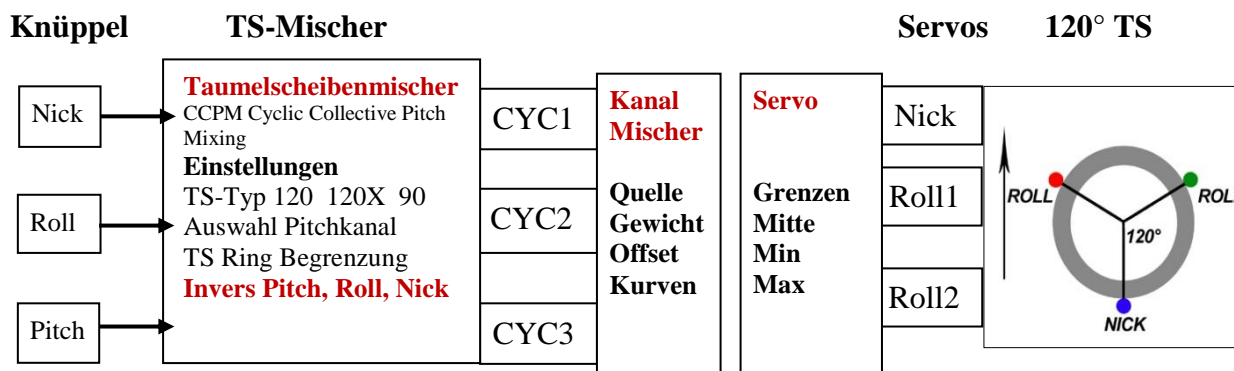 Knüppel TS-Mischer Servos 120° TS
Nick
Roll
Pitch
Taumelscheibenmischer
CCPM Cyclic Collective Pitch
Mixing
Einstellungen
TS-Typ 120 120X 90
Auswahl Pitchkanal
TS Ring Begrenzung
Invers Pitch, Roll, Nick
CYC1
CYC2
CYC3
Kanal
Mischer
Quelle
Gewicht
Offset
Kurven
Servo
Grenzen
Mitte
Min
Max
Nick
Roll1
Roll2
ROLL
ROL
120°
NICK